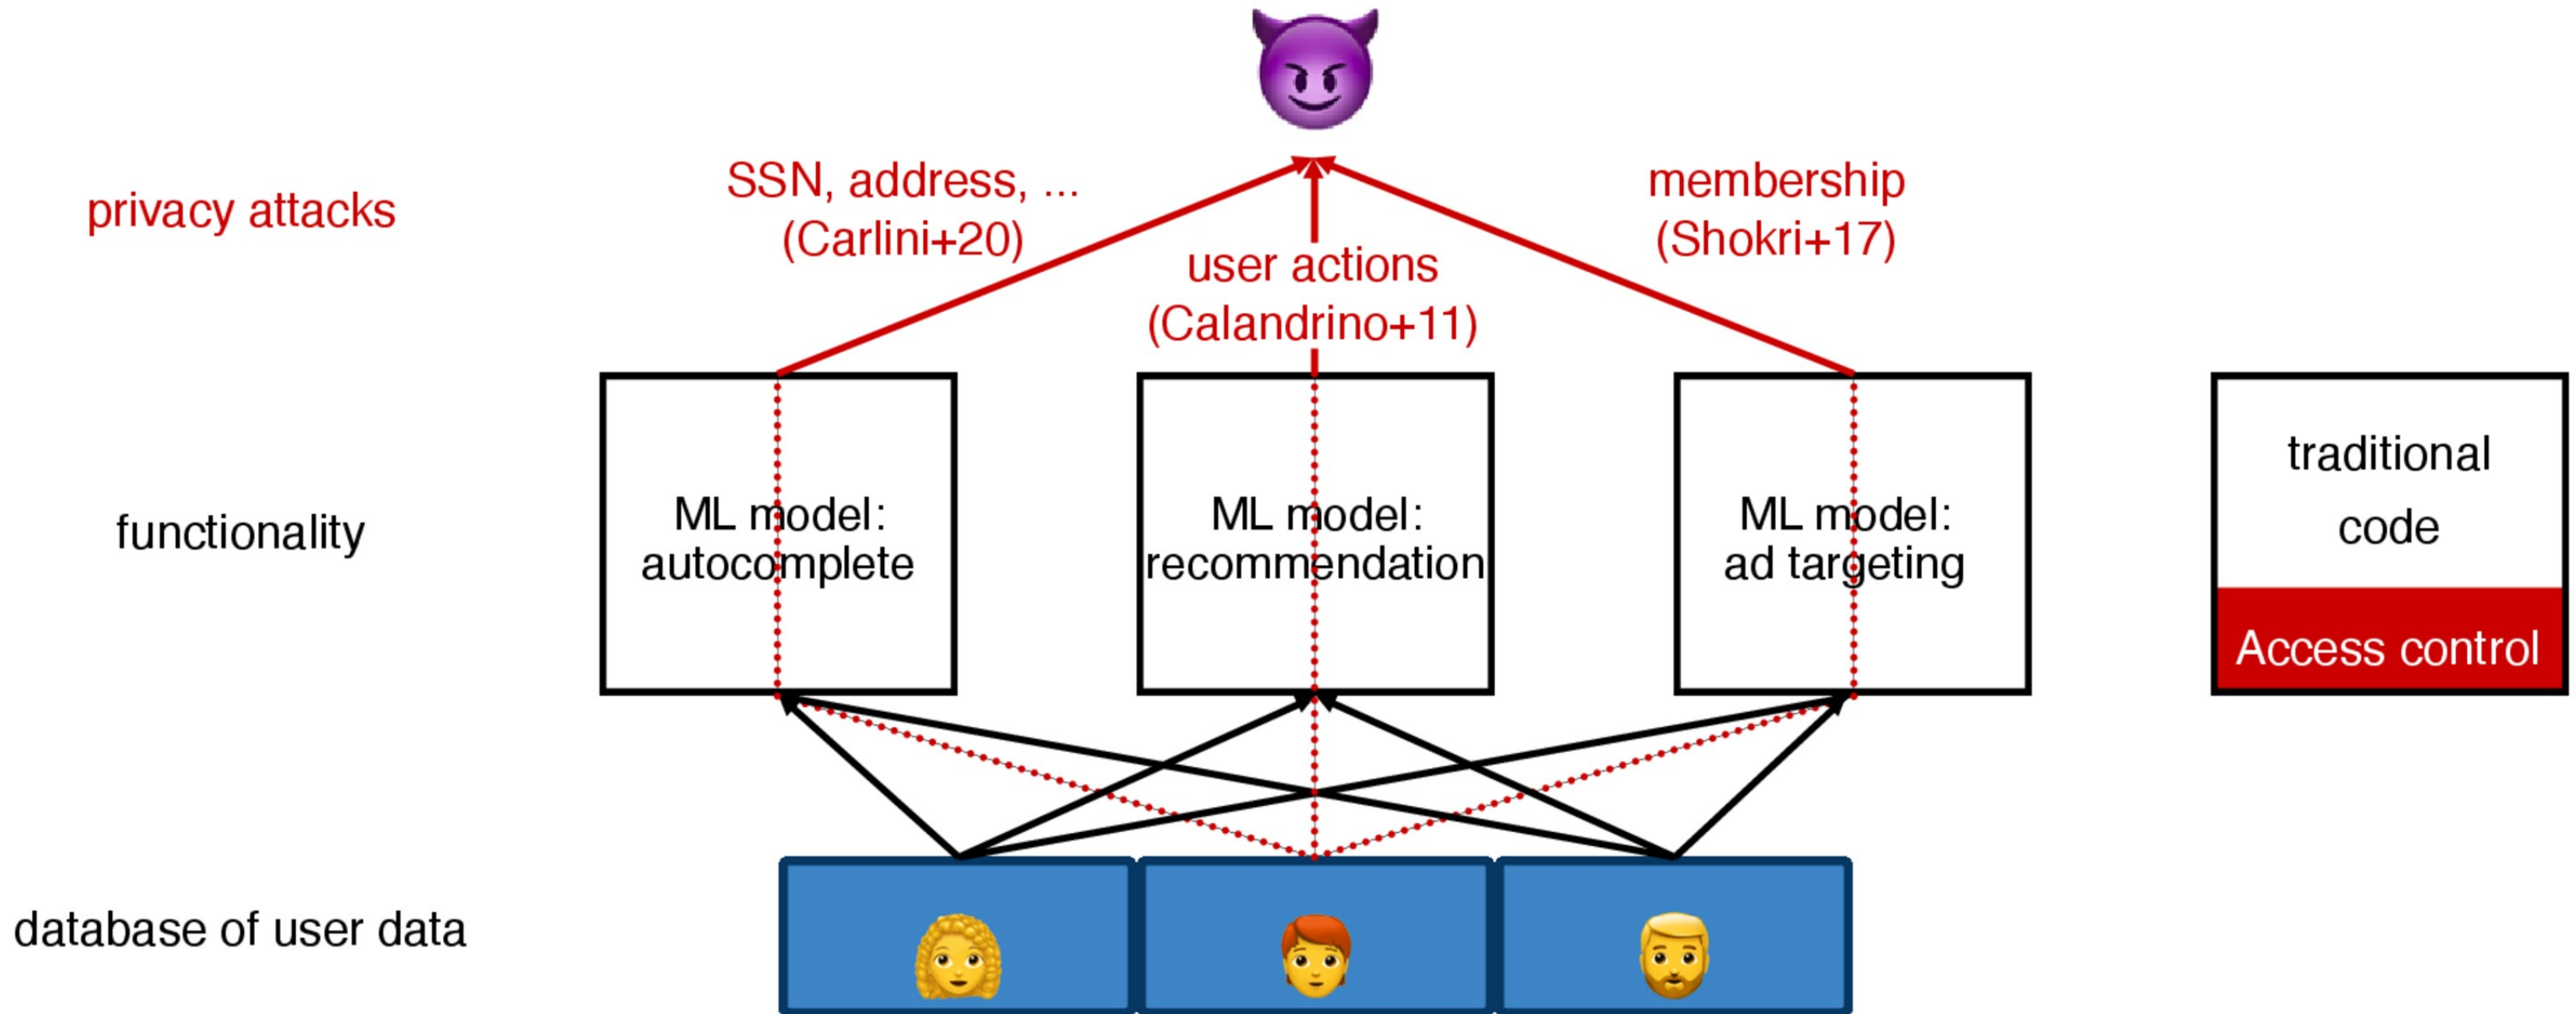 privacy attacks
SSN, address, ...
(Carlini+20)
user actions
(Calandrino+11)
membership
(Shokri+17)
functionality
ML model:
autocomplete
ML model:
recommendation
ML model:
ad targeting
traditional
code
Access control
database of user data